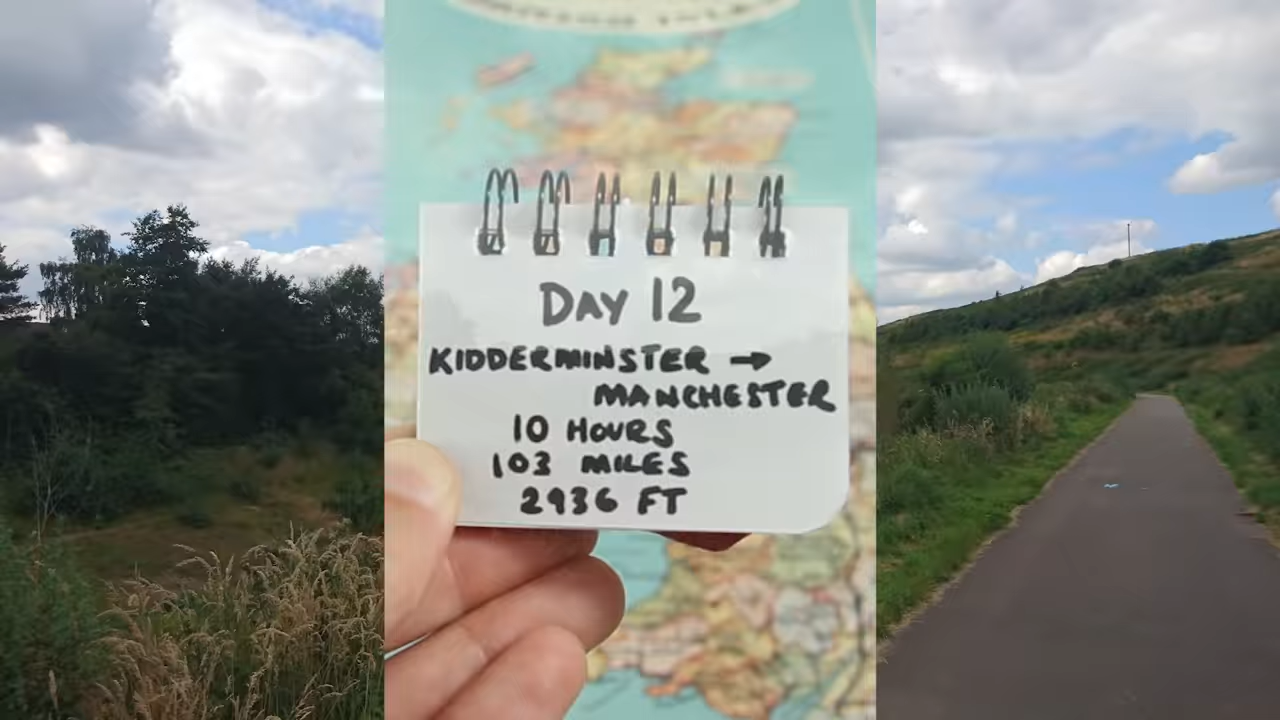 DAY 12
KIDDERMINSTER →
MANCHESTER
10 HOURS
103 MILES
2936 FT